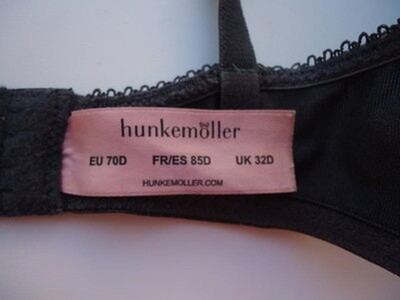 hunkemöller
EU 70D FR/ES 85D UK 32D
HUNKEMOLLER.COM